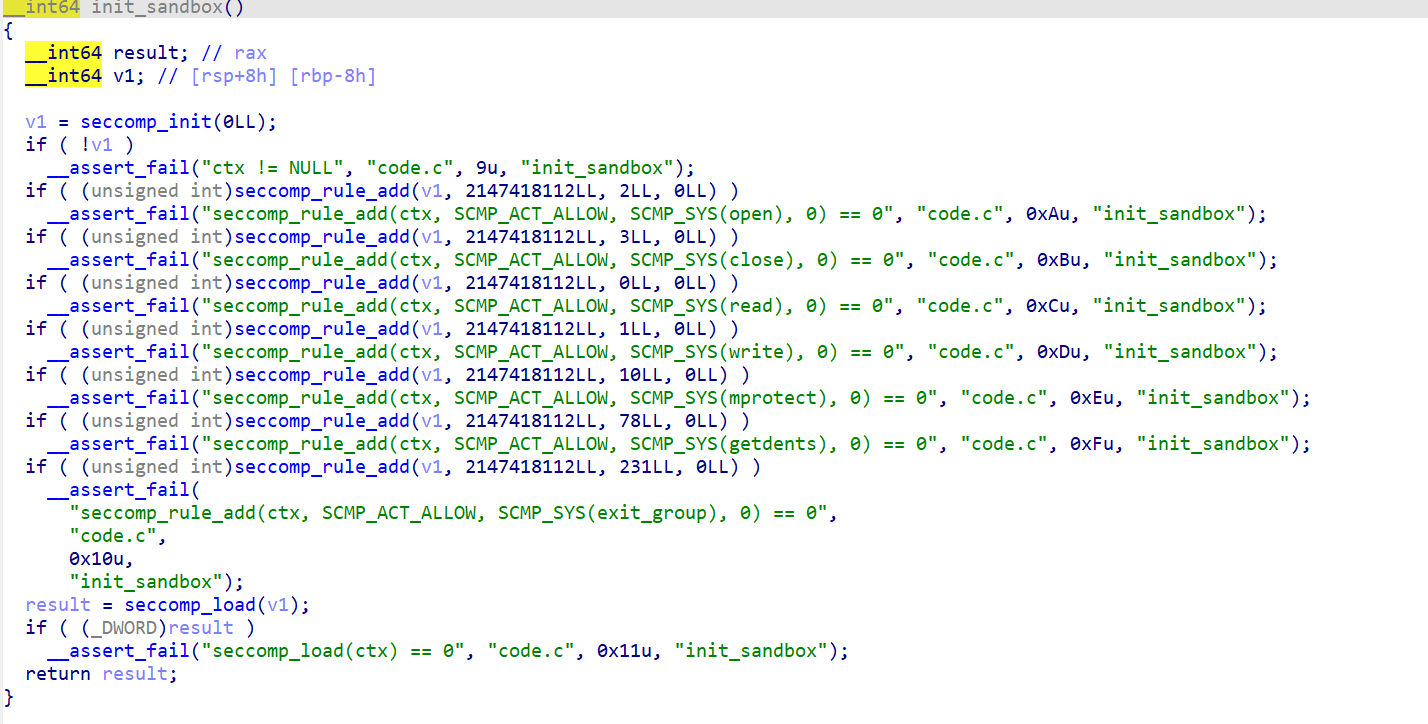 __int64 init_sandbox()
{
  __int64 result; // rax
  __int64 v1; // [rsp+8h] [rbp-8h]

  v1 = seccomp_init(0LL);
  if ( !v1 )
    __assert_fail("ctx != NULL", "code.c", 9u, "init_sandbox");
  if ( (unsigned int)seccomp_rule_add(v1, 2147418112LL, 2LL, 0LL) )
    __assert_fail("seccomp_rule_add(ctx, SCMP_ACT_ALLOW, SCMP_SYS(open), 0) == 0", "code.c", 0xAu, "init_sandbox");
  if ( (unsigned int)seccomp_rule_add(v1, 2147418112LL, 3LL, 0LL) )
    __assert_fail("seccomp_rule_add(ctx, SCMP_ACT_ALLOW, SCMP_SYS(close), 0) == 0", "code.c", 0xBu, "init_sandbox");
  if ( (unsigned int)seccomp_rule_add(v1, 2147418112LL, 0LL, 0LL) )
    __assert_fail("seccomp_rule_add(ctx, SCMP_ACT_ALLOW, SCMP_SYS(read), 0) == 0", "code.c", 0xCu, "init_sandbox");
  if ( (unsigned int)seccomp_rule_add(v1, 2147418112LL, 1LL, 0LL) )
    __assert_fail("seccomp_rule_add(ctx, SCMP_ACT_ALLOW, SCMP_SYS(write), 0) == 0", "code.c", 0xDu, "init_sandbox");
  if ( (unsigned int)seccomp_rule_add(v1, 2147418112LL, 10LL, 0LL) )
    __assert_fail("seccomp_rule_add(ctx, SCMP_ACT_ALLOW, SCMP_SYS(mprotect), 0) == 0", "code.c", 0xEu, "init_sandbox");
  if ( (unsigned int)seccomp_rule_add(v1, 2147418112LL, 78LL, 0LL) )
    __assert_fail("seccomp_rule_add(ctx, SCMP_ACT_ALLOW, SCMP_SYS(getdents), 0) == 0", "code.c", 0xFu, "init_sandbox");
  if ( (unsigned int)seccomp_rule_add(v1, 2147418112LL, 231LL, 0LL) )
    __assert_fail(
      "seccomp_rule_add(ctx, SCMP_ACT_ALLOW, SCMP_SYS(exit_group), 0) == 0",
      "code.c",
      0x10u,
      "init_sandbox");
  result = seccomp_load(v1);
  if ( (_DWORD)result )
    __assert_fail("seccomp_load(ctx) == 0", "code.c", 0x11u, "init_sandbox");
  return result;
}